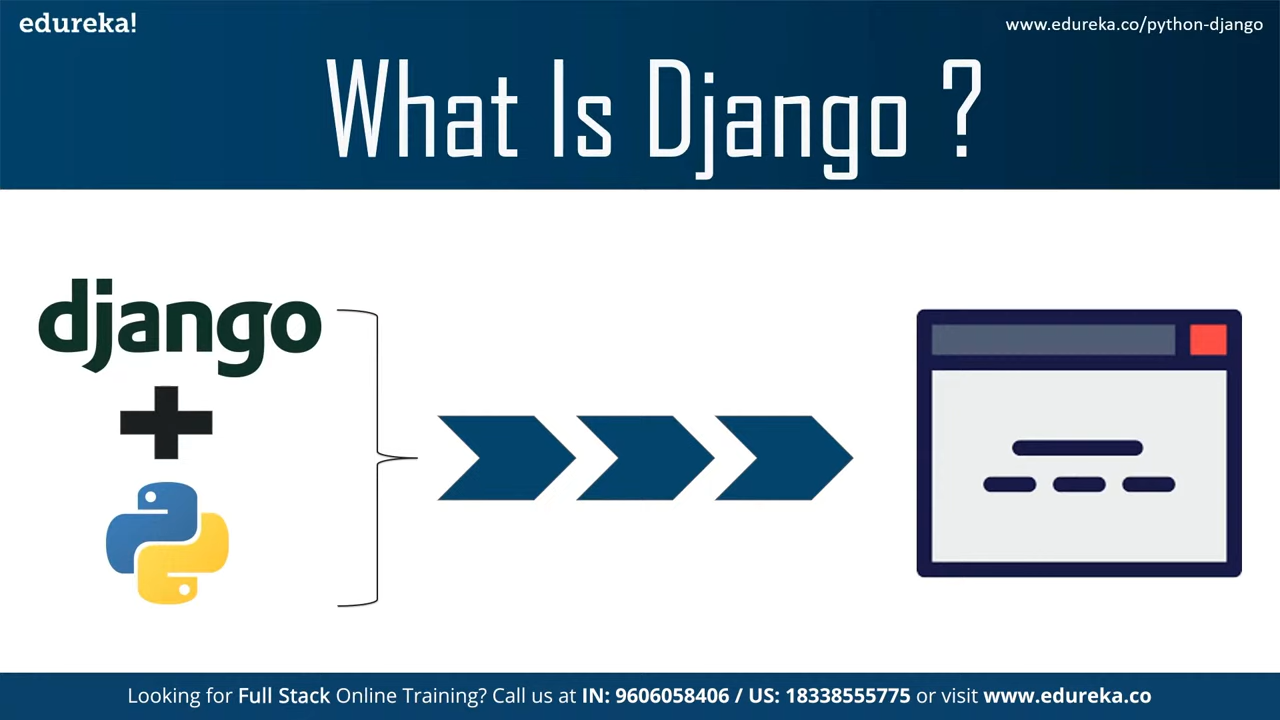 edureka!
www.edureka.co/python-django
What Is Django ?
django
Looking for Full Stack Online Training? Call us at IN: 9606058406 / US: 18338555775 or visit www.edureka.co